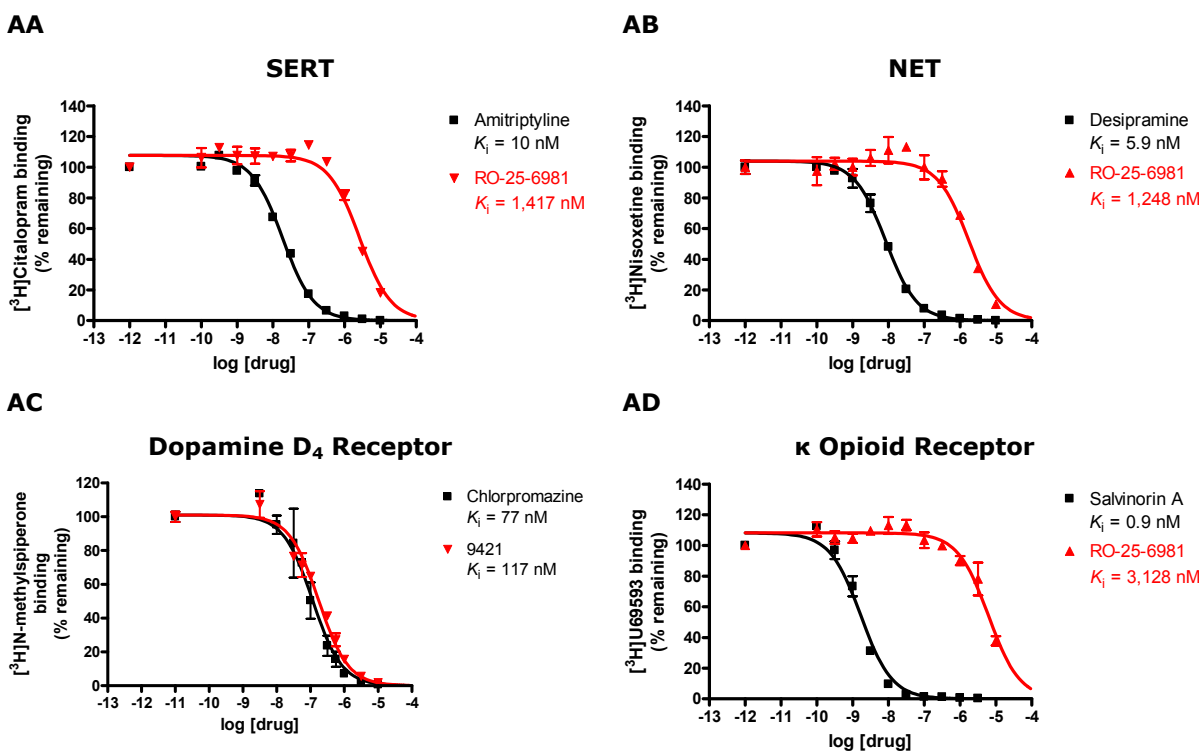 AA
SERT
[³H]Citalopram binding
(% remaining)
140
120
100
80
60
40
20
0
-13 -12 -11 -10 -9 -8 -7 -6 -5 -4
log [drug]
Amitriptyline
Kᵢ = 10 nM
RO-25-6981
Kᵢ = 1,417 nM
AB
NET
[³H]Nisoxetine binding
(% remaining)
140
120
100
80
60
40
20
0
-13 -12 -11 -10 -9 -8 -7 -6 -5 -4
log [drug]
Desipramine
Kᵢ = 5.9 nM
RO-25-6981
Kᵢ = 1,248 nM
AC
Dopamine D₄ Receptor
[³H]N-methylspiperone
binding
(% remaining)
120
100
80
60
40
20
0
-13 -12 -11 -10 -9 -8 -7 -6 -5 -4
log [drug]
Chlorpromazine
Kᵢ = 77 nM
9421
Kᵢ = 117 nM
AD
κ Opioid Receptor
[³H]U69593 binding
(% remaining)
140
120
100
80
60
40
20
0
-13 -12 -11 -10 -9 -8 -7 -6 -5 -4
log [drug]
Salvinorin A
Kᵢ = 0.9 nM
RO-25-6981
Kᵢ = 3,128 nM